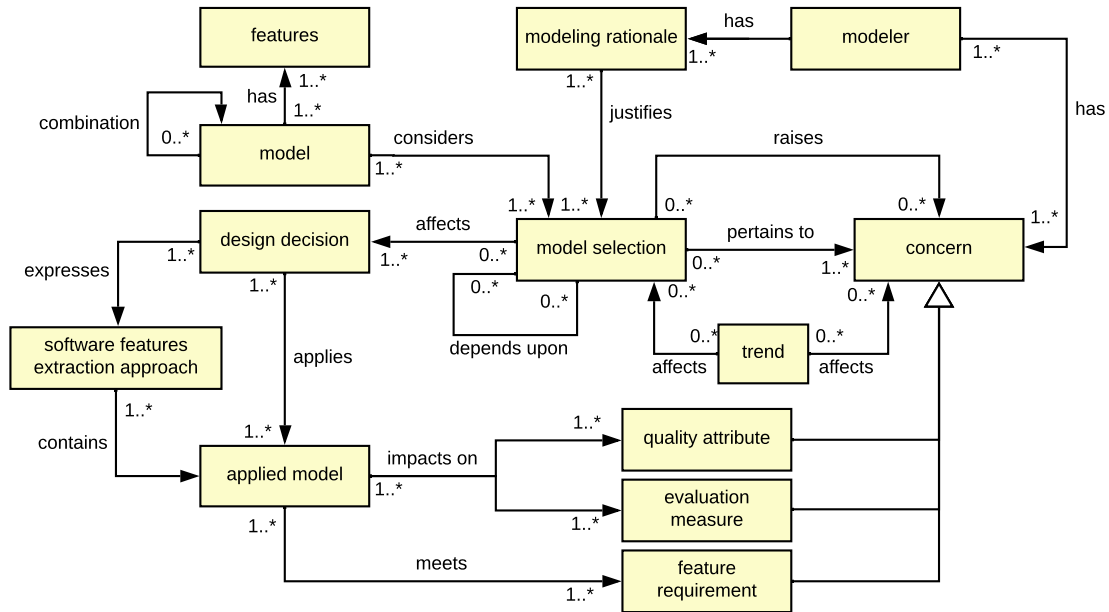 features
modeling rationale
has
modeler
1..*
1..*
1..*
1..*
has
1..*
combination
0..*
model
considers
justifies
raises
has
1..*
1..*
1..*
0..*
0..*
1..*
design decision
affects
model selection
pertains to
concern
1..*
1..*
0..*
0..*
1..*
expresses
1..*
0..*
0..*
0..*
0..*
software features
extraction approach
applies
depends upon
0..*
trend
0..*
affects
affects
1..*
contains
1..*
1..*
quality attribute
applied model
impacts on
1..*
evaluation
measure
1..*
1..*
meets
feature
requirement
1..*